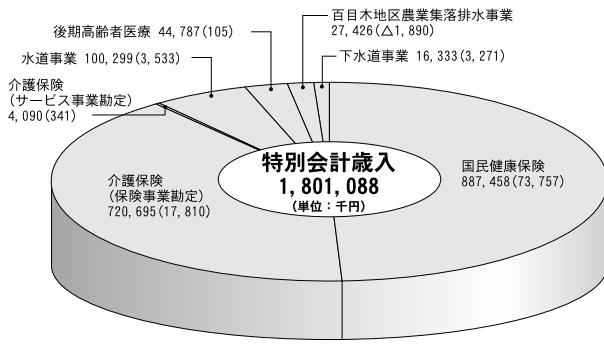 百目木地区農業集落排水事業
27,426(△1,890)
後期高齢者医療 44,787(105)
水道事業 100,299(3,533)
下水道事業 16,333(3,271)
介護保険
(サービス事業勘定)
4,090(341)
特別会計歳入
1,801,088
(単位:千円)
国民健康保険
887,458(73,757)
介護保険
(保険事業勘定)
720,695(17,810)